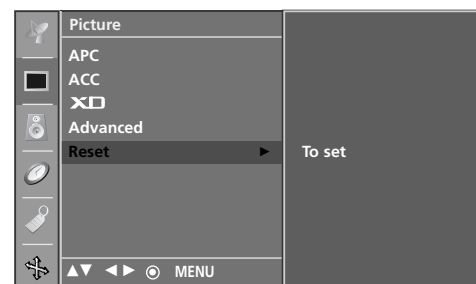 Picture
APC
ACC
XD
Advanced
Reset ► To set
▲▼ ◄► ◉ MENU